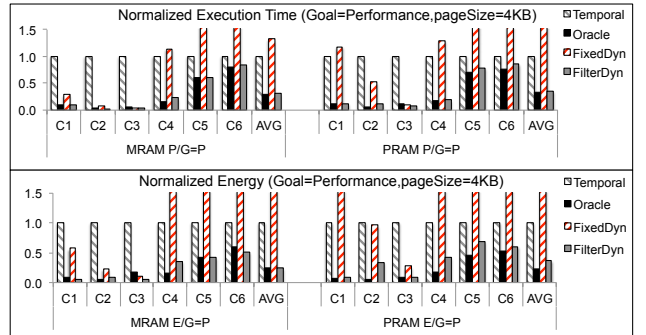 Normalized Execution Time (Goal=Performance,pageSize=4KB)
Temporal
Oracle
FixedDyn
FilterDyn
1.5
1.0
0.5
0.0
C1 C2 C3 C4 C5 C6 AVG C1 C2 C3 C4 C5 C6 AVG
MRAM P/G=P PRAM P/G=P
Normalized Energy (Goal=Performance,pageSize=4KB)
Temporal
Oracle
FixedDyn
FilterDyn
1.5
1.0
0.5
0.0
C1 C2 C3 C4 C5 C6 AVG C1 C2 C3 C4 C5 C6 AVG
MRAM E/G=P PRAM E/G=P